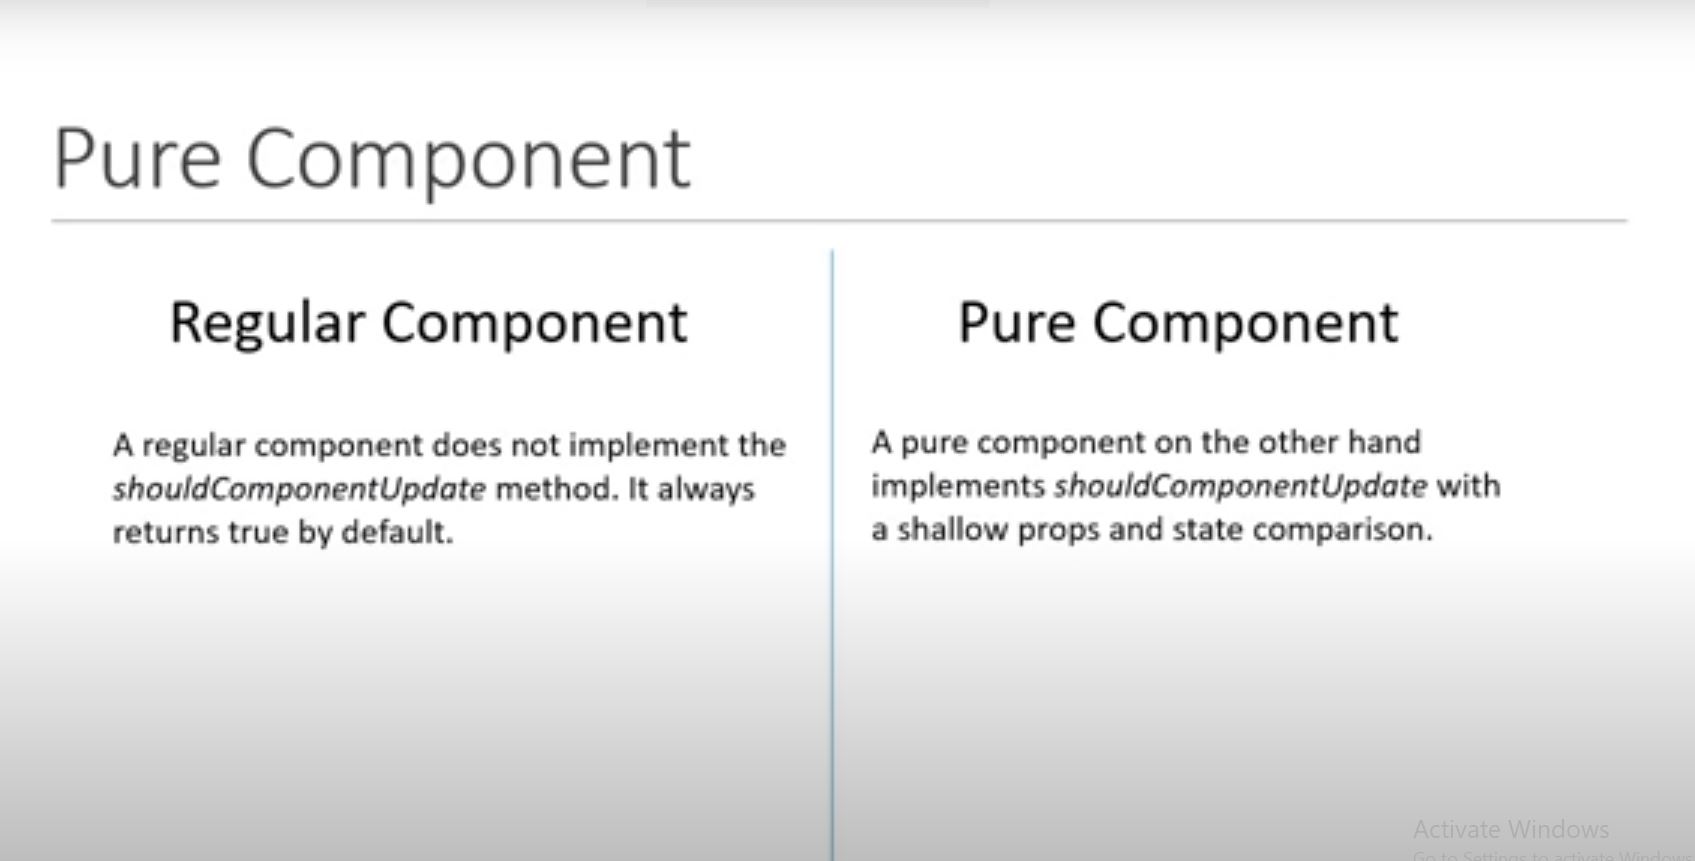 Pure Component
Regular Component
A regular component does not implement the
shouldComponentUpdate method. It always
returns true by default.
Pure Component
A pure component on the other hand
implements shouldComponentUpdate with
a shallow props and state comparison.
Activate Windows
Go to Settings to activate Windows